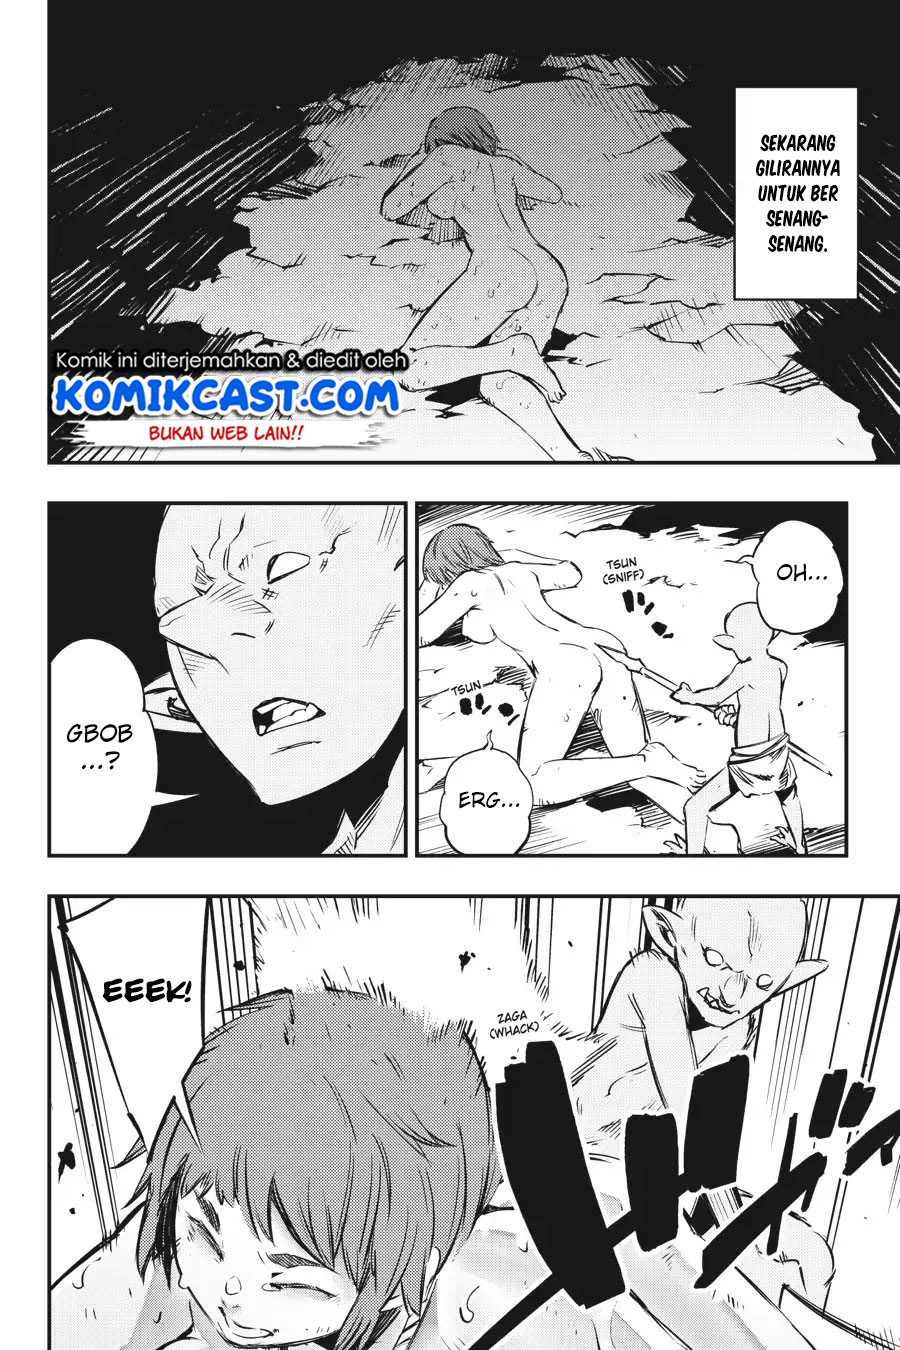 SEKARANG
GILIRANNYA
UNTUK BER
SENANG-
SENANG.
Komik ini diterjemahkan & diedit oleh
KOMIKCAST.COM
BUKAN WEB LAIN!!
GBOB
...?
OH...
TSUN
(SNIFF)
TSUN
ERG...
EEEK!
ZAGA
(WHACK)